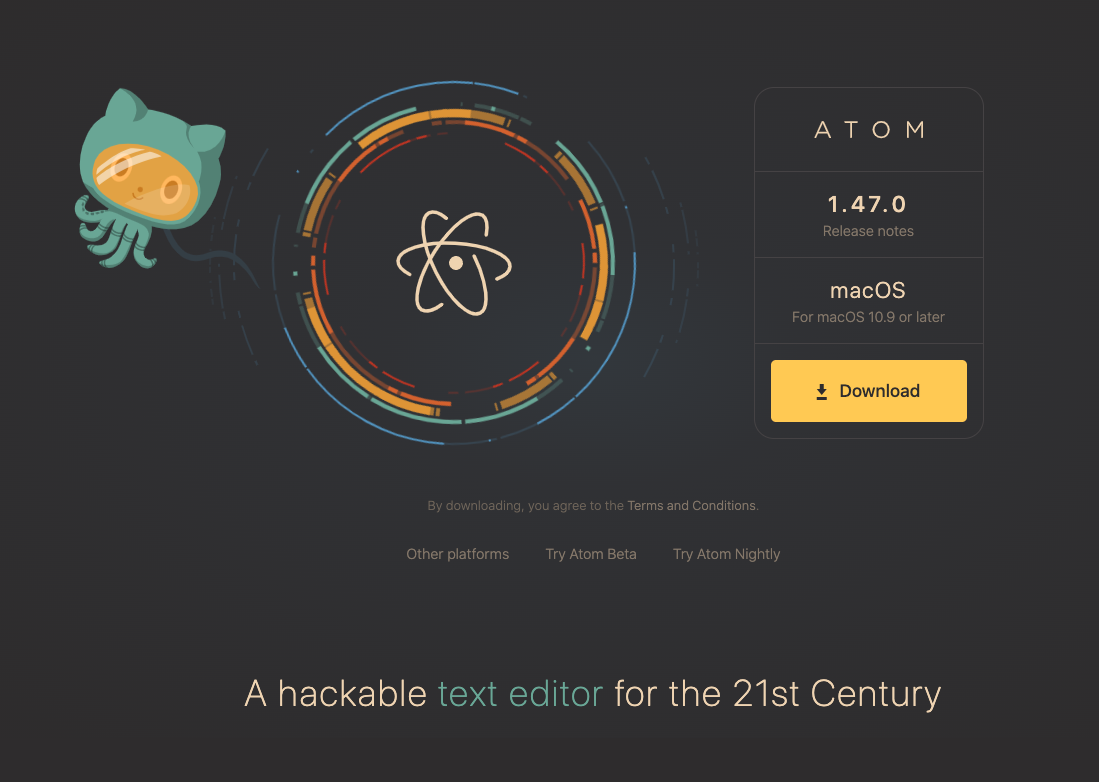 ATOM
1.47.0
Release notes
macOS
For macOS 10.9 or later
Download
By downloading, you agree to the Terms and Conditions.
Other platforms Try Atom Beta Try Atom Nightly
A hackable text editor for the 21st Century